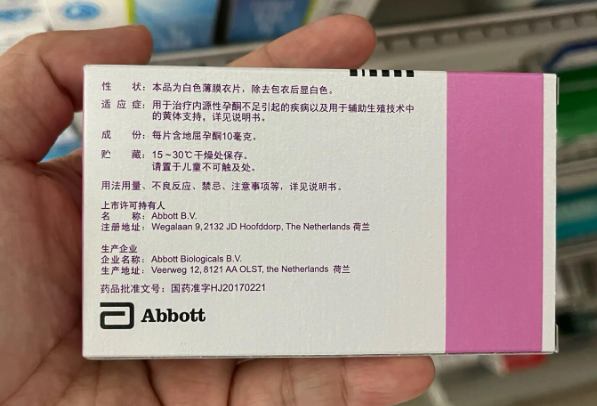 性　　状：本品为白色薄膜衣片，除去包衣后显白色。
适 应 症：用于治疗内源性孕酮不足引起的疾病以及用于辅助生殖技术中
的黄体支持，详见说明书。
成　　份：每片含地屈孕酮10毫克。
贮　　藏：15～30℃干燥处保存。
请置于儿童不可触及处。
用法用量、不良反应、禁忌、注意事项等，详见说明书。
上市许可持有人
名　　称：Abbott B.V.
注册地址：Wegalaan 9, 2132 JD Hoofddorp, The Netherlands 荷兰
生产企业
企业名称：Abbott Biologicals B.V.
生产地址：Veerweg 12, 8121 AA OLST, the Netherlands 荷兰
药品批准文号：国药准字HJ20170221
Abbott